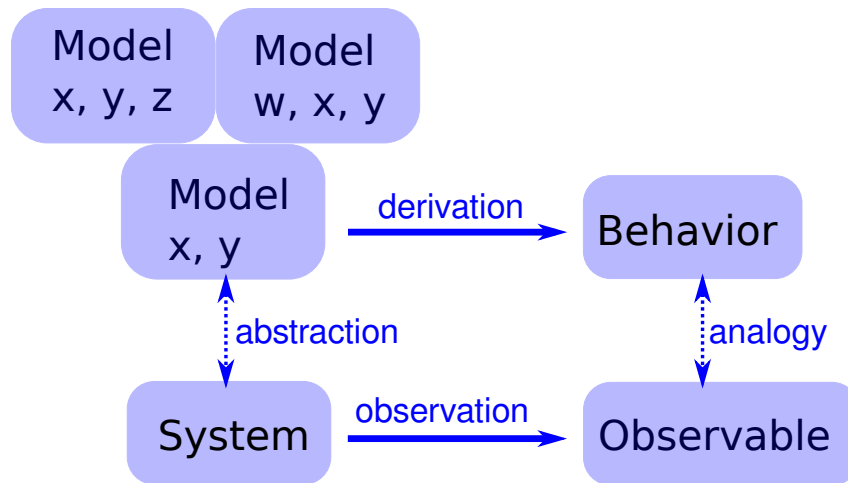 Model
x, y, z
Model
w, x, y
Model
x, y
derivation
Behavior
abstraction
analogy
System
observation
Observable